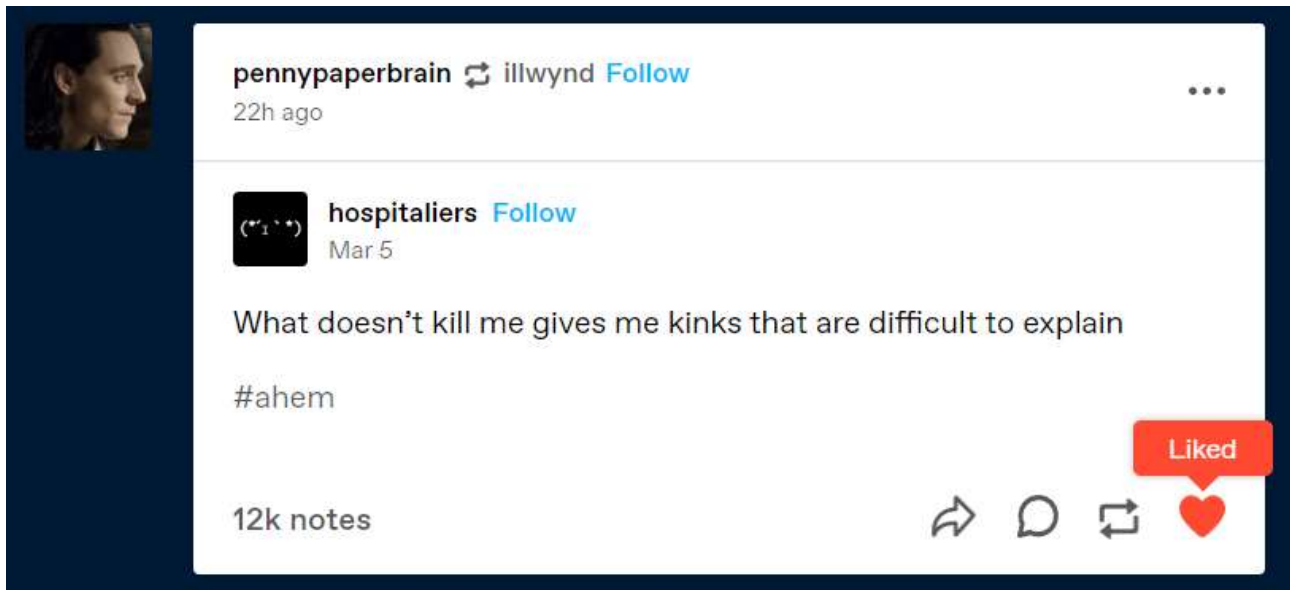 pennypaperbrain illwynd Follow
22h ago
(*´ɪ`*)
hospitaliers Follow
Mar 5
What doesn’t kill me gives me kinks that are difficult to explain
#ahem
Liked
12k notes